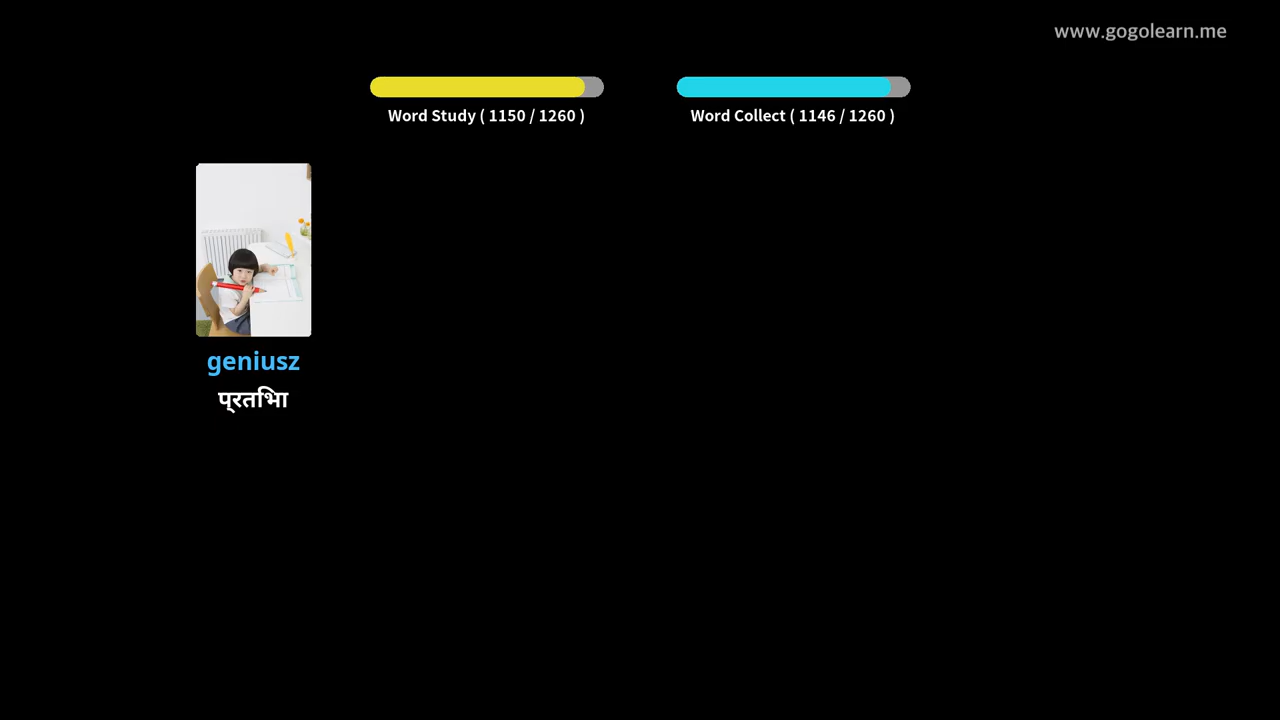 www.gogolearn.me
Word Study ( 1150 / 1260 )
Word Collect ( 1146 / 1260 )
geniusz
प्रतिभा